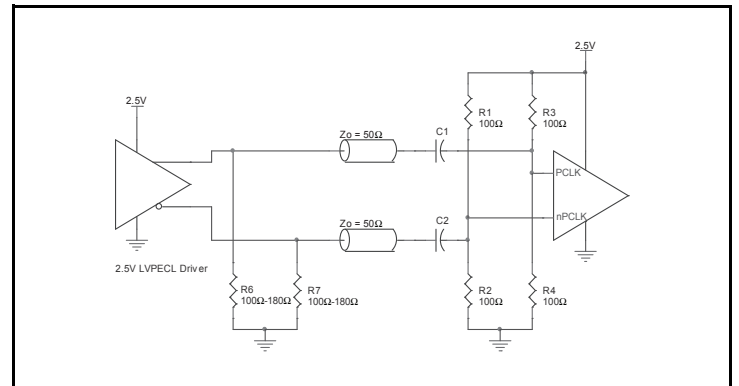 2.5V
2.5V
R1
100Ω
R3
100Ω
Zo = 50Ω
C1
PCLK
nPCLK
Zo = 50Ω
C2
2.5V LVPECL Driver
R6
100Ω-180Ω
R7
100Ω-180Ω
R2
100Ω
R4
100Ω